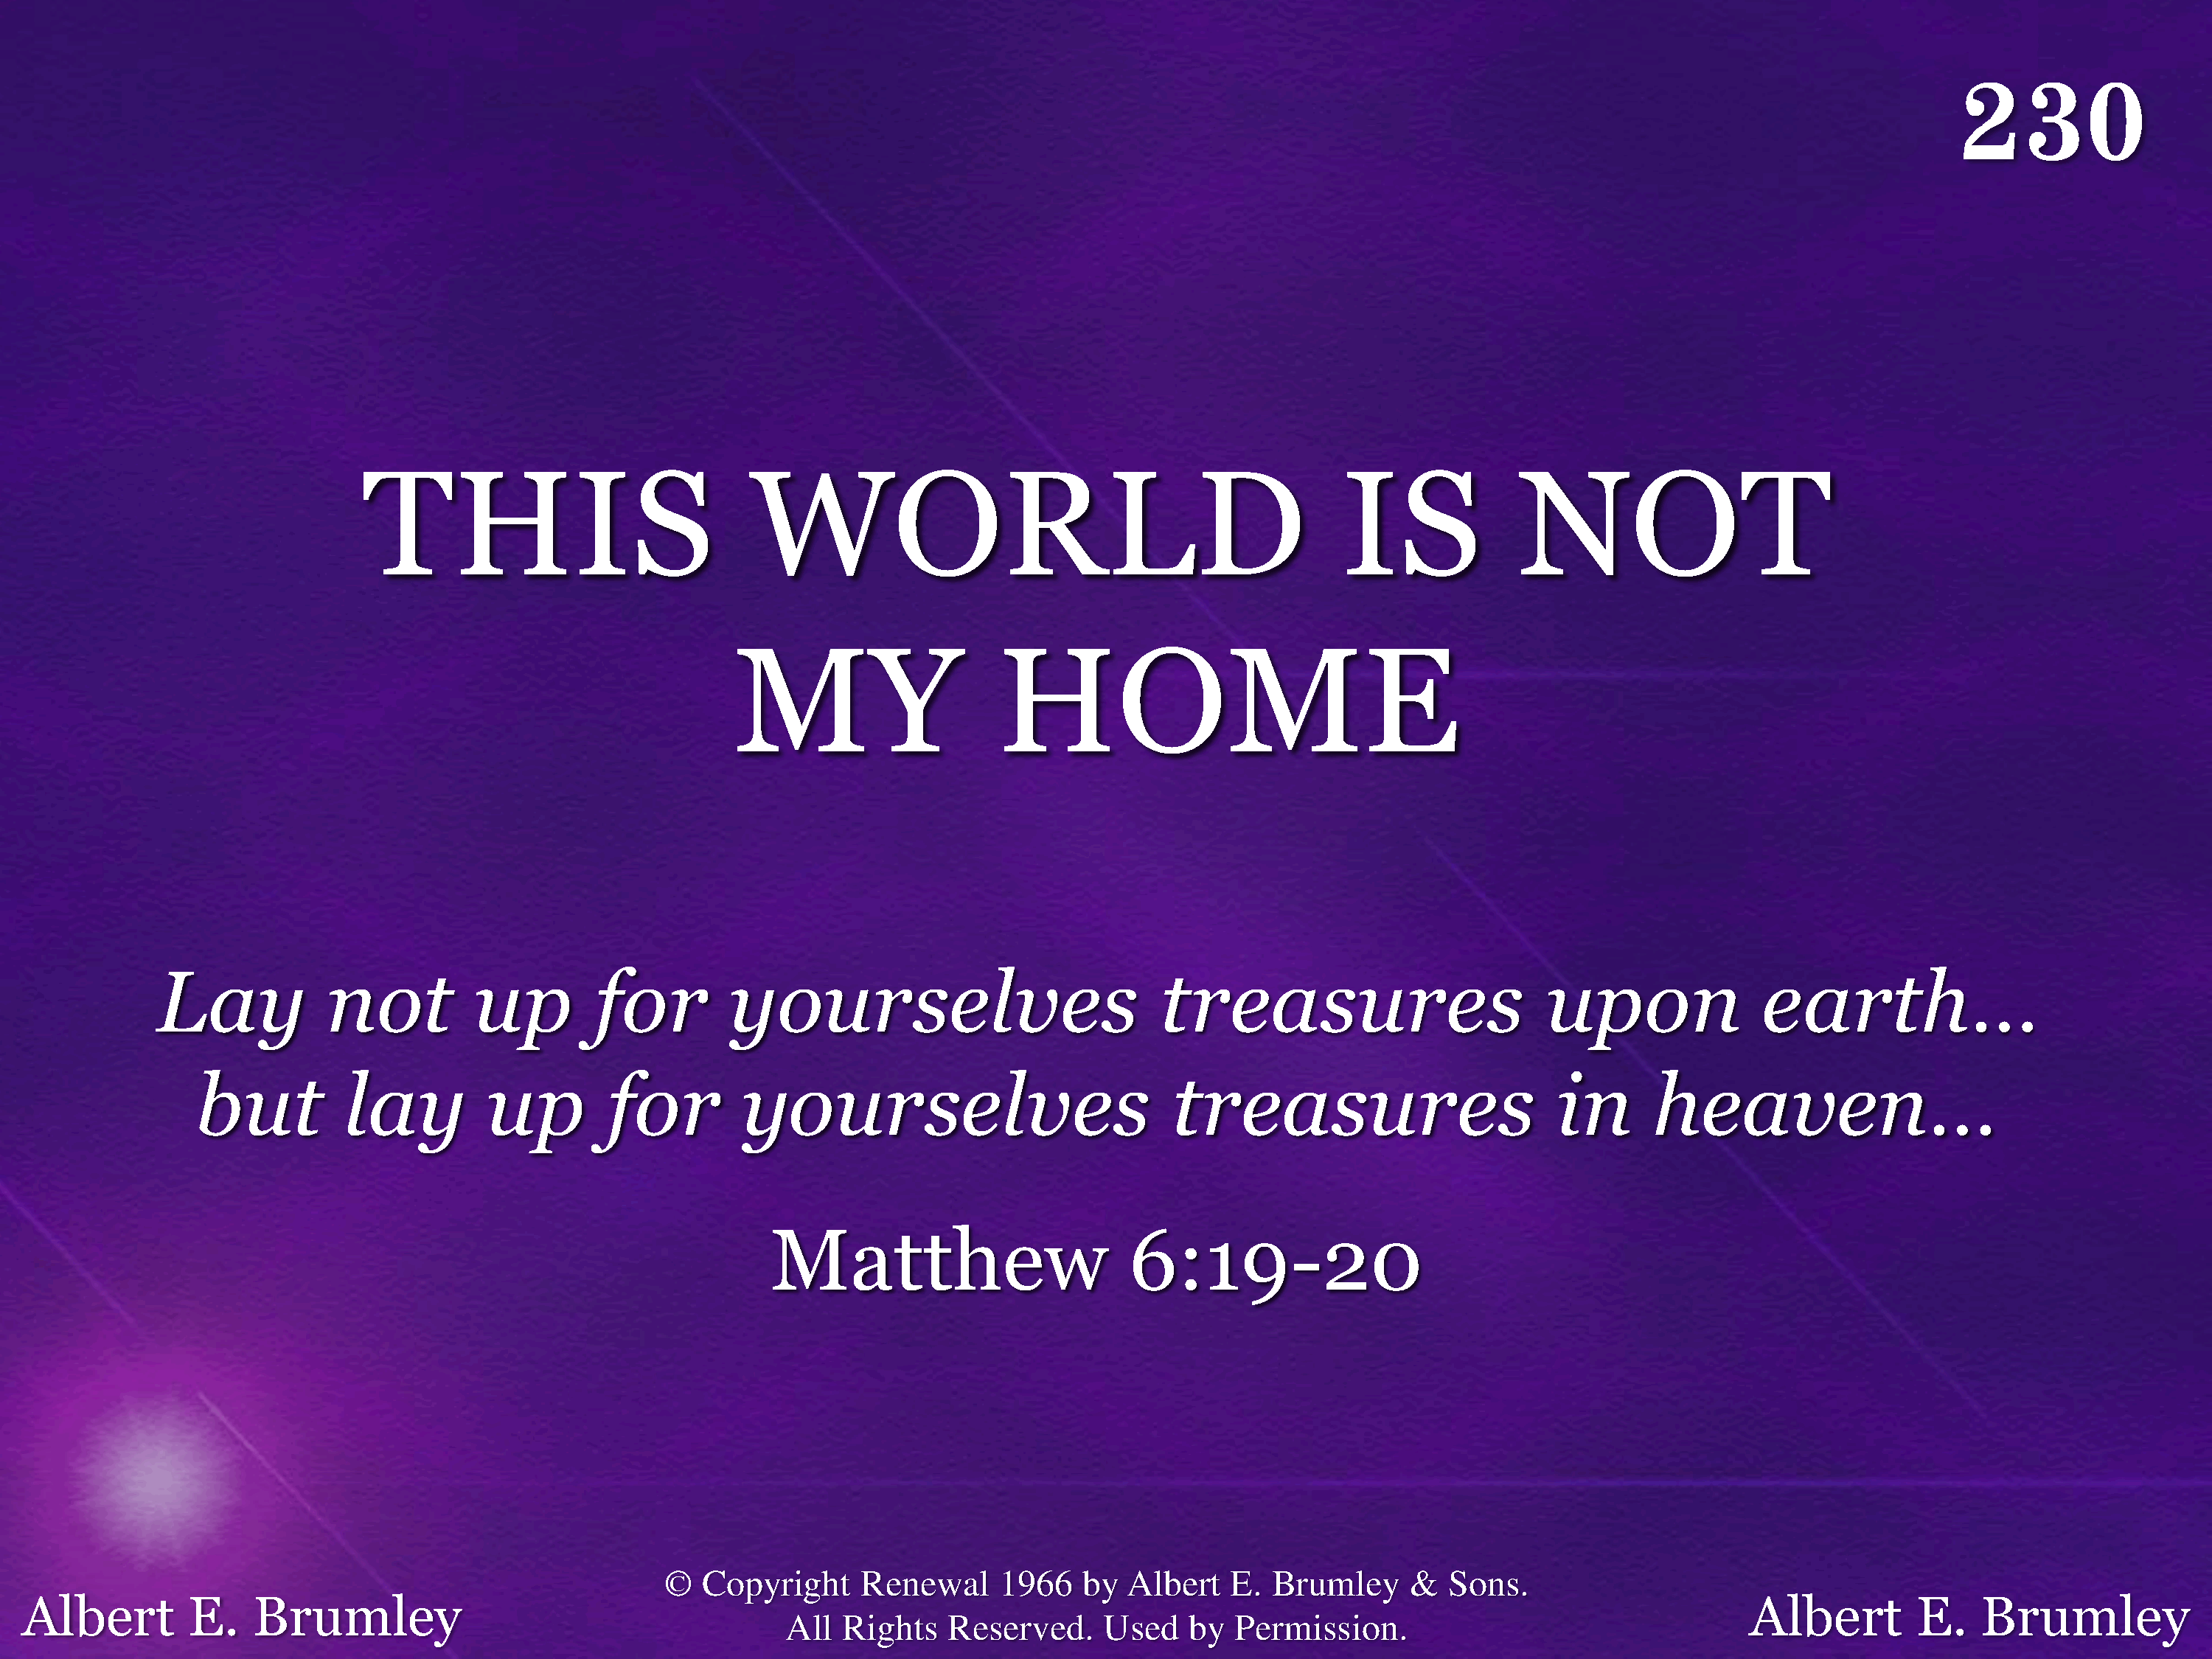 230
THIS WORLD IS NOT
MY HOME
Lay not up for yourselves treasures upon earth…
but lay up for yourselves treasures in heaven…
Matthew 6:19-20
© Copyright Renewal 1966 by Albert E. Brumley & Sons.
All Rights Reserved. Used by Permission.
Albert E. Brumley
Albert E. Brumley